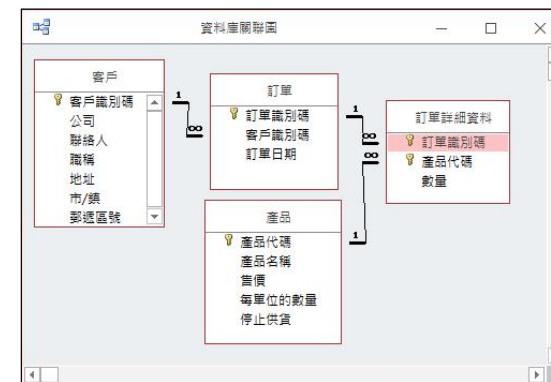 資料庫關聯圖
客戶
客戶識別碼
公司
聯絡人
職稱
地址
市/鎮
郵遞區號
1
∞
訂單
訂單識別碼
客戶識別碼
訂單日期
1
∞
訂單詳細資料
訂單識別碼
產品代碼
數量
∞
1
產品
產品代碼
產品名稱
售價
每單位的數量
停止供貨